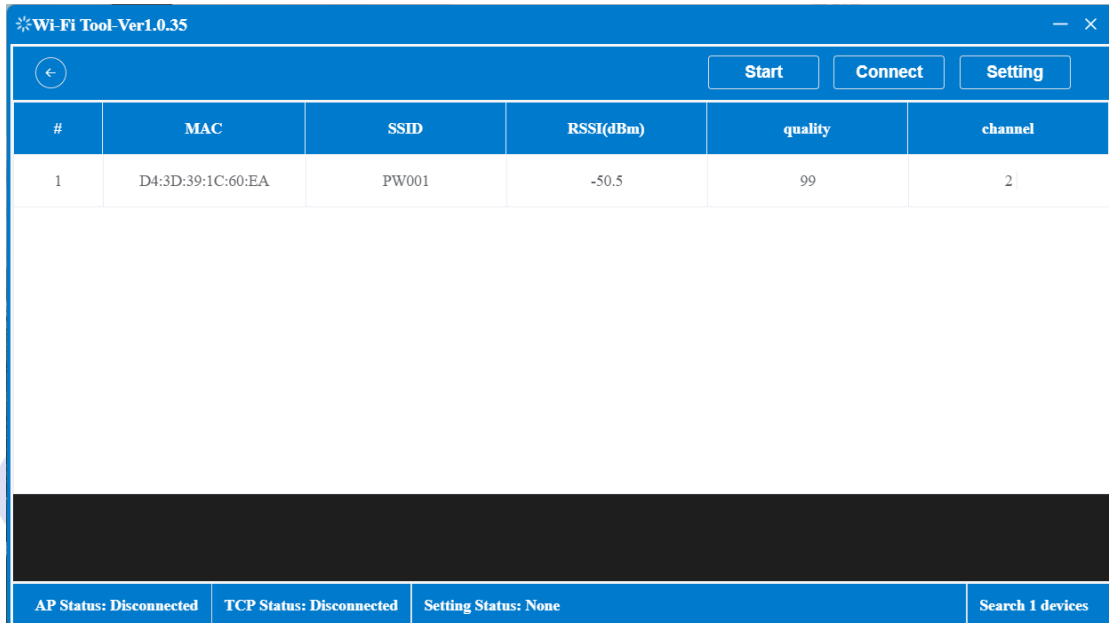 Wi-Fi Tool-Ver1.0.35
Start Connect Setting
# MAC SSID RSSI(dBm) quality channel
1 D4:3D:39:1C:60:EA PW001 -50.5 99 2
AP Status: Disconnected TCP Status: Disconnected Setting Status: None Search 1 devices